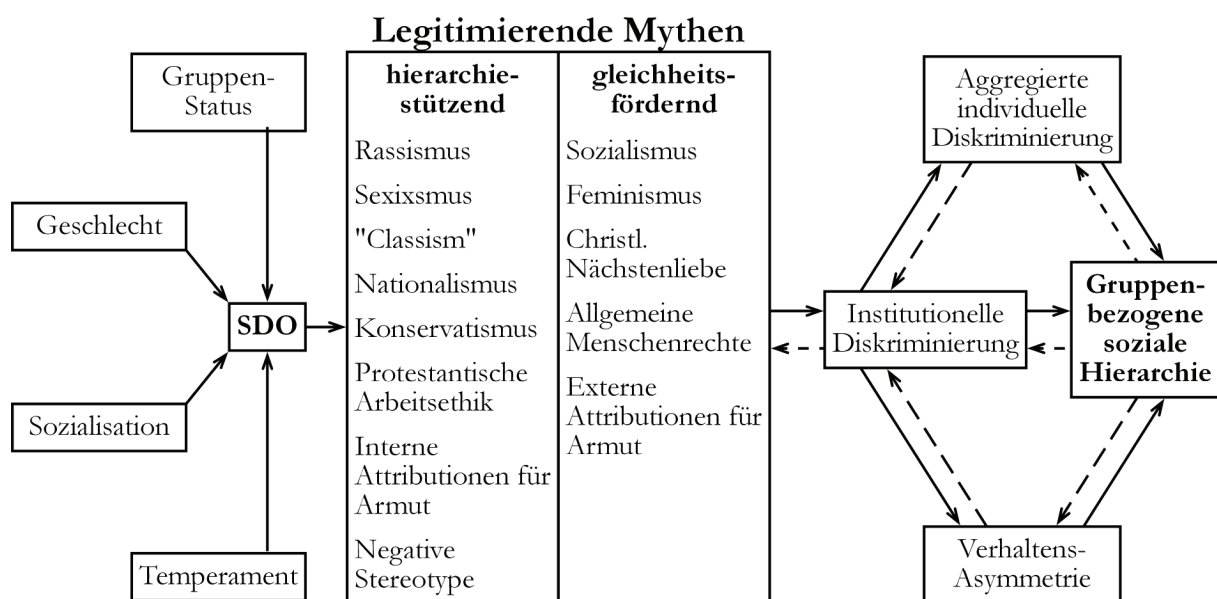 Legitimierende Mythen
Gruppen-
Status
Geschlecht
SDO
Sozialisation
Temperament
hierarchie-
stützend
Rassismus
Sexixsmus
"Classism"
Nationalismus
Konservatismus
Protestantische
Arbeitsethik
Interne
Attributionen für
Armut
Negative
Stereotype
gleichheits-
fördernd
Sozialismus
Feminismus
Christl.
Nächstenliebe
Allgemeine
Menschenrechte
Externe
Attributionen für
Armut
Aggregierte
individuelle
Diskriminierung
Institutionelle
Diskriminierung
Gruppen-
bezogene
soziale
Hierarchie
Verhaltens-
Asymmetrie